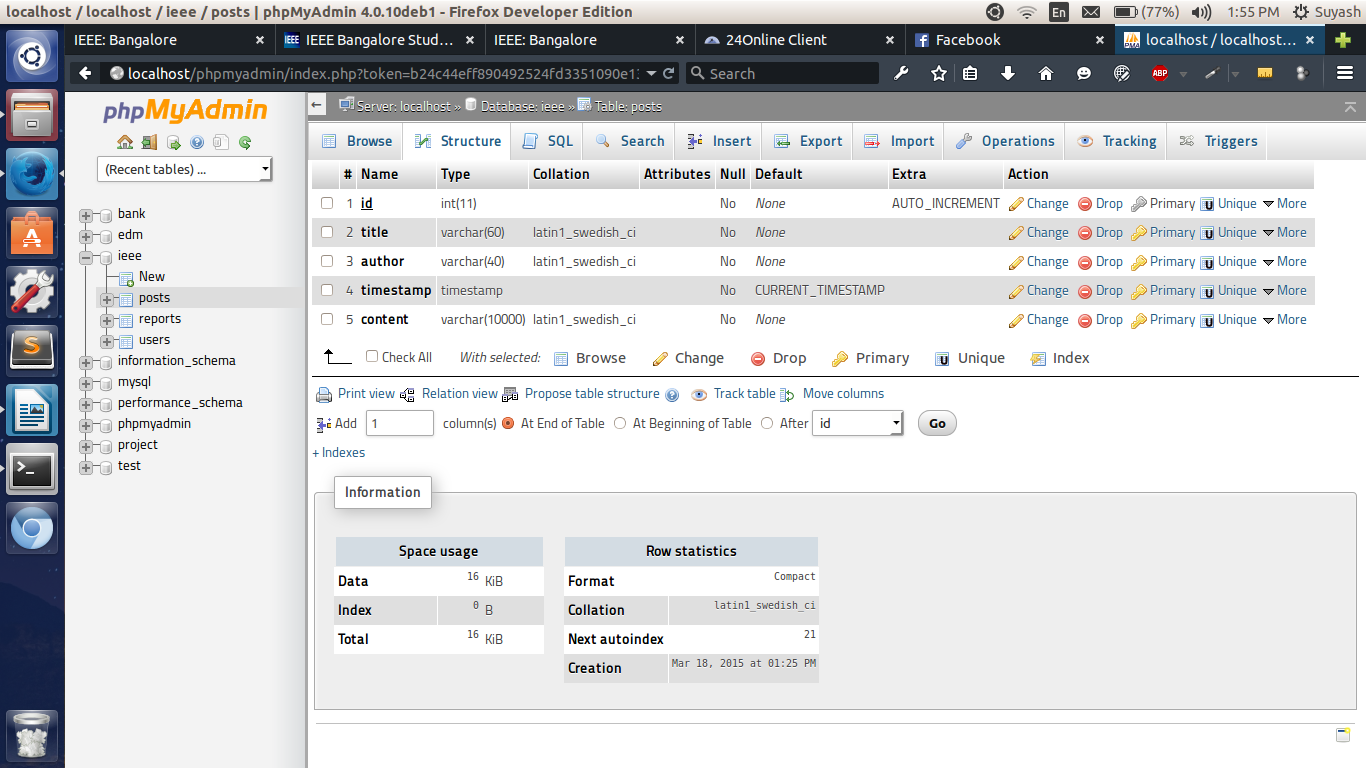 localhost / localhost / ieee / posts | phpMyAdmin 4.0.10deb1 - Firefox Developer Edition En (77%) 1:55 PM Suyash
IEEE: Bangalore × IEEE IEEE Bangalore Stud... × IEEE: Bangalore × 24Online Client × Facebook × PMA localhost / localhost... ×
localhost/phpmyadmin/index.php?token=b24c44eff890492524fd3351090e13 Search ABP
phpMyAdmin
(Recent tables) ...
bank
edm
ieee
New
posts
reports
users
information_schema
mysql
performance_schema
phpmyadmin
project
test
Server: localhost » Database: ieee » Table: posts
Browse Structure SQL Search Insert Export Import Operations Tracking Triggers
# Name Type Collation Attributes Null Default Extra Action
1 id int(11) No None AUTO_INCREMENT Change Drop Primary Unique More
2 title varchar(60) latin1_swedish_ci No None Change Drop Primary Unique More
3 author varchar(40) latin1_swedish_ci No None Change Drop Primary Unique More
4 timestamp timestamp No CURRENT_TIMESTAMP Change Drop Primary Unique More
5 content varchar(10000) latin1_swedish_ci No None Change Drop Primary Unique More
Check All With selected: Browse Change Drop Primary Unique Index
Print view Relation view Propose table structure Track table Move columns
Add 1 column(s) At End of Table At Beginning of Table After id Go
+ Indexes
Information
Space usage
Data 16 KiB
Index 0 B
Total 16 KiB
Row statistics
Format Compact
Collation latin1_swedish_ci
Next autoindex 21
Creation Mar 18, 2015 at 01:25 PM